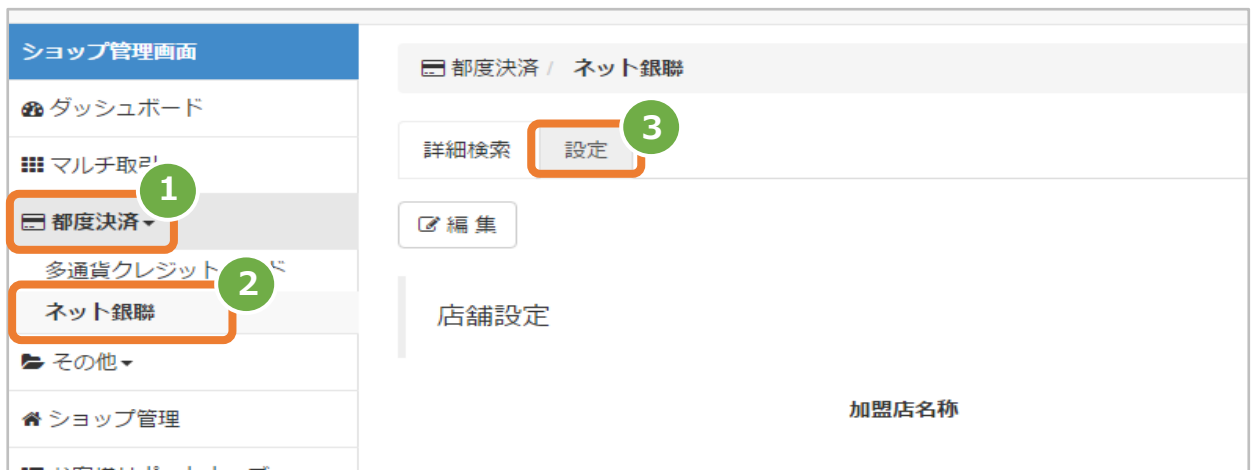 ショップ管理画面
ダッシュボード
マルチ取引
1
都度決済
多通貨クレジット
2
ネット銀聯
その他
ショップ管理
都度決済 / ネット銀聯
3
詳細検索 設定
編 集
店舗設定
加盟店名称